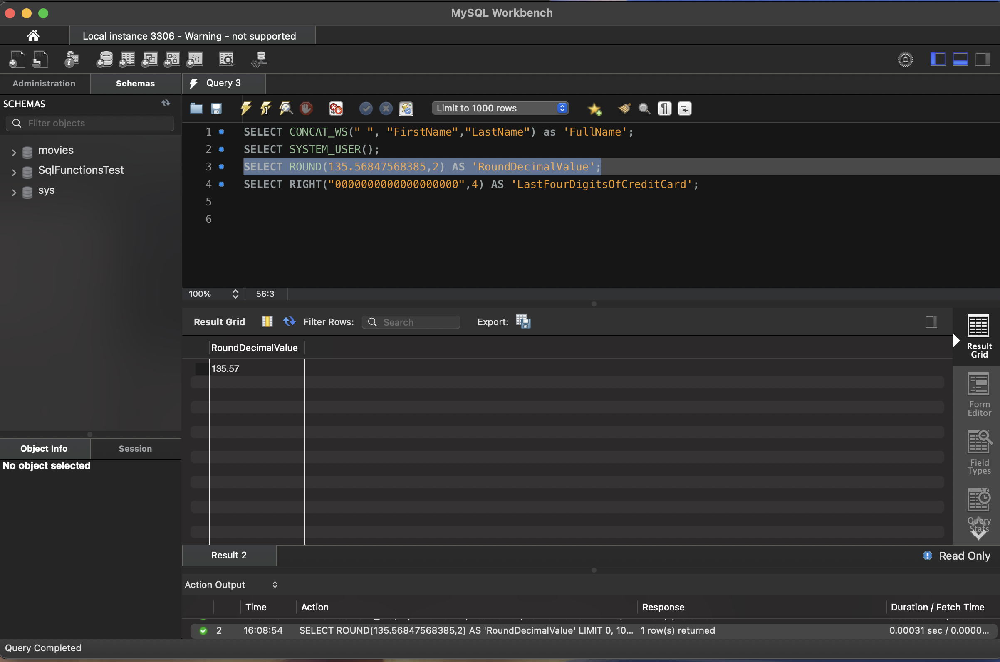 MySQL Workbench
Local instance 3306 - Warning - not supported
Administration
Schemas
Query 3
SCHEMAS
Filter objects
movies
SqlFunctionsTest
sys
Limit to 1000 rows
1 SELECT CONCAT_WS(" ", "FirstName","LastName") as 'FullName';
2 SELECT SYSTEM_USER();
3 SELECT ROUND(135.56847568385,2) AS 'RoundDecimalValue';
4 SELECT RIGHT("0000000000000000000",4) AS 'LastFourDigitsOfCreditCard';
5
6
100% 56:3
Result Grid Filter Rows: Search Export:
RoundDecimalValue
135.57
Result
Grid
Form
Editor
Field
Types
Query
Stats
Object Info
Session
No object selected
Result 2
Read Only
Action Output
Time Action Response Duration / Fetch Time
2 16:08:54 SELECT ROUND(135.56847568385,2) AS 'RoundDecimalValue' LIMIT 0, 10... 1 row(s) returned 0.00031 sec / 0.0000...
Query Completed